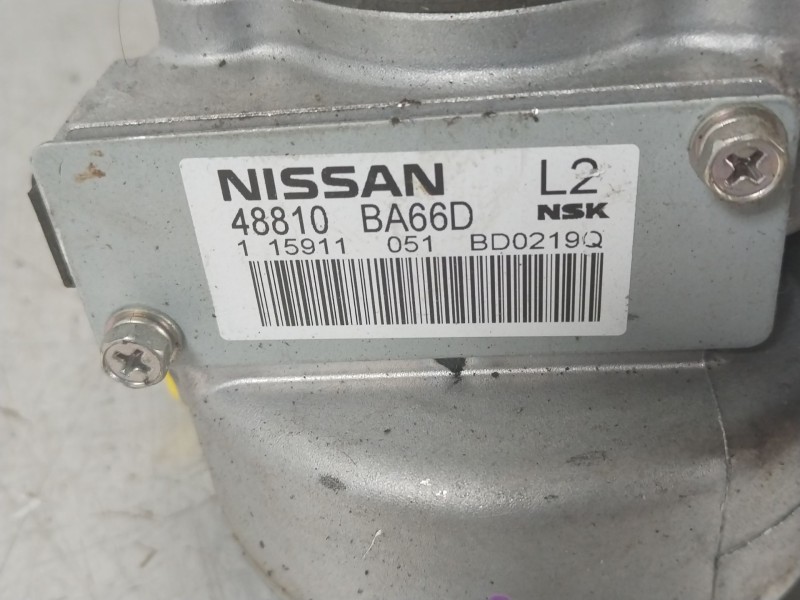 NISSAN L2
48810 BA66D NSK
1 15911 051 BD0219Q